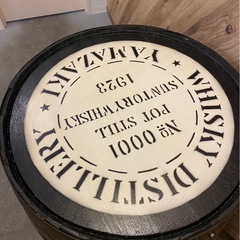 YAMAZAKI
WHISKY DISTILLERY
№ 0001
POT STILL
SUNTORY WHISKY
1923